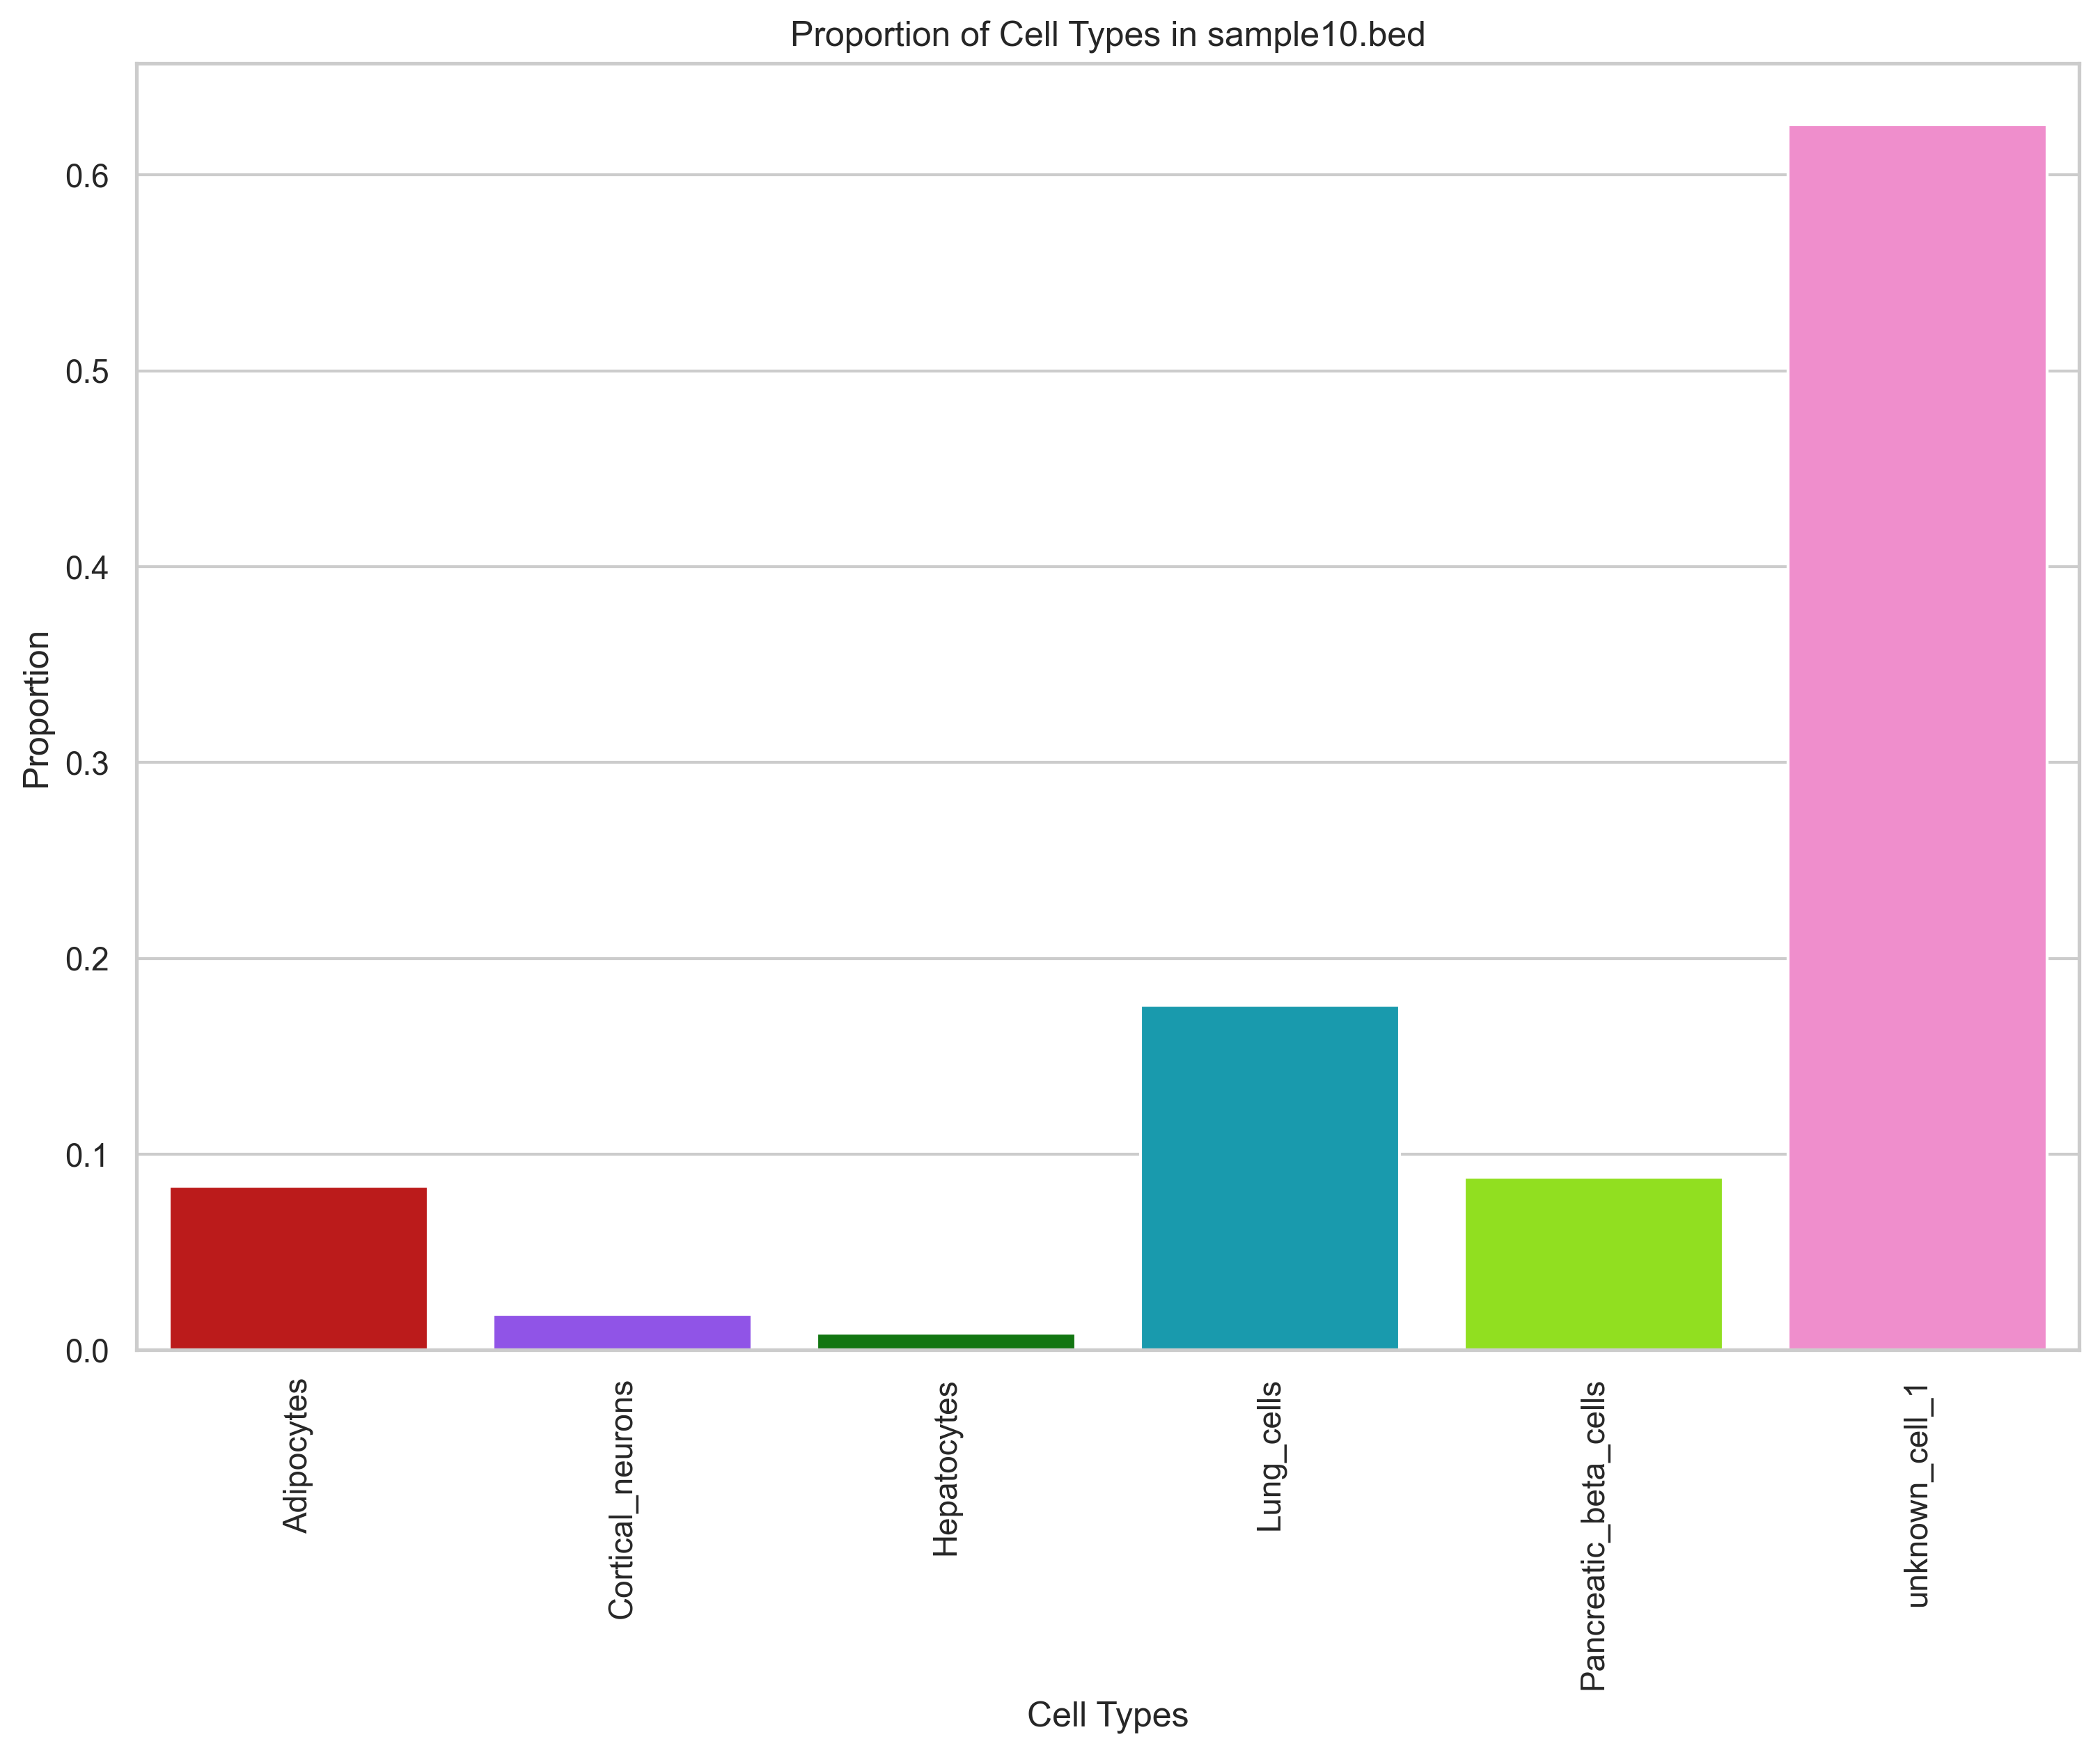 Proportion of Cell Types in sample10.bed
Proportion
0.6
0.5
0.4
0.3
0.2
0.1
0.0
Adipocytes
Cortical_neurons
Hepatocytes
Lung_cells
Pancreatic_beta_cells
unknown_cell_1
Cell Types